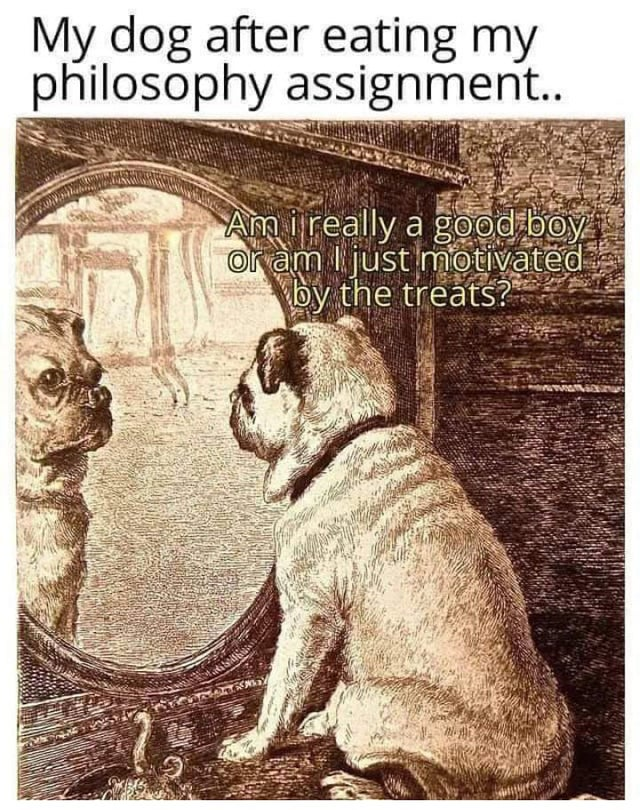 My dog after eating my
philosophy assignment..
Am i really a good boy
or am I just motivated
by the treats?